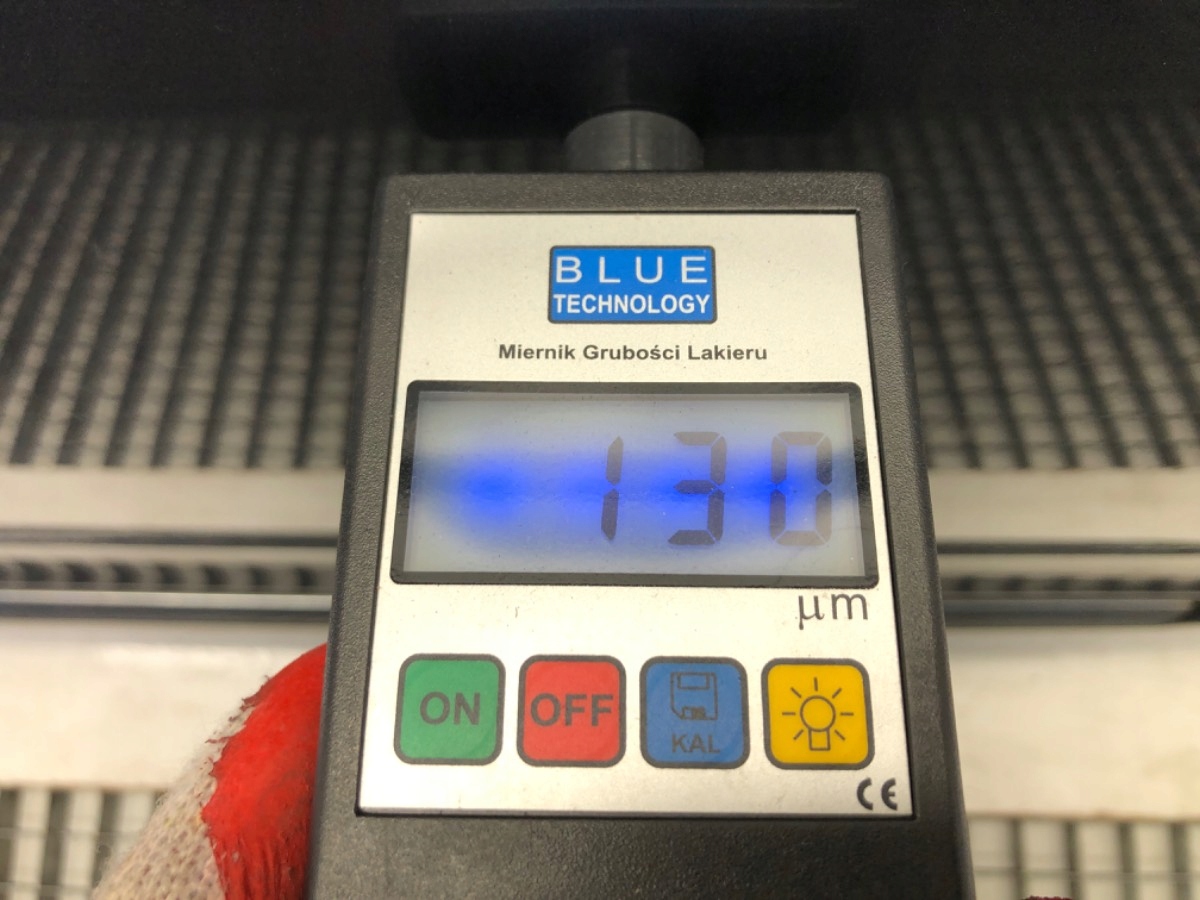 BLUE
TECHNOLOGY
Miernik Grubości Lakieru
130
µm
ON
OFF
KAL
CE